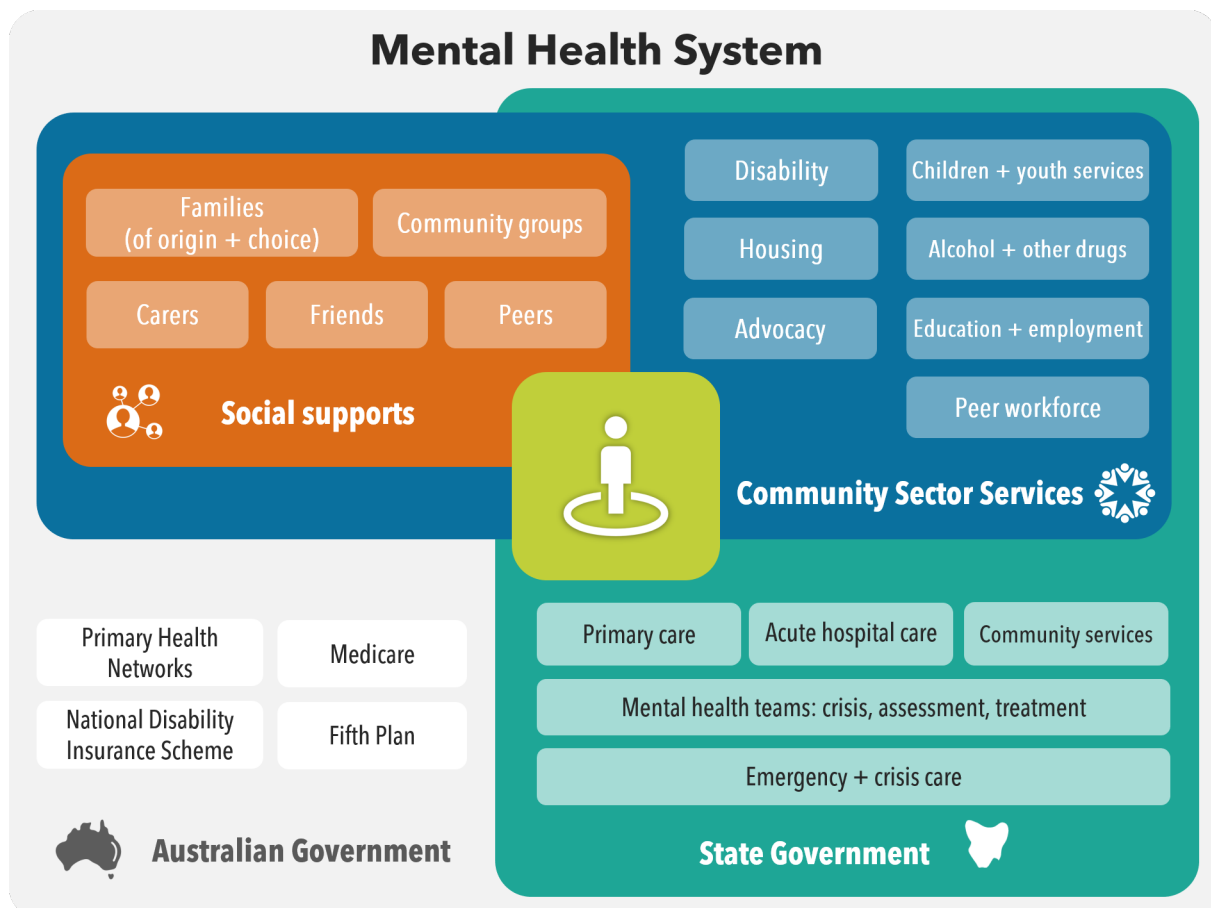 Mental Health System
Families
(of origin + choice)
Community groups
Carers
Friends
Peers
Social supports
Disability
Children + youth services
Housing
Alcohol + other drugs
Advocacy
Education + employment
Peer workforce
Community Sector Services
Primary Health
Networks
Medicare
National Disability
Insurance Scheme
Fifth Plan
Australian Government
Primary care
Acute hospital care
Community services
Mental health teams: crisis, assessment, treatment
Emergency + crisis care
State Government